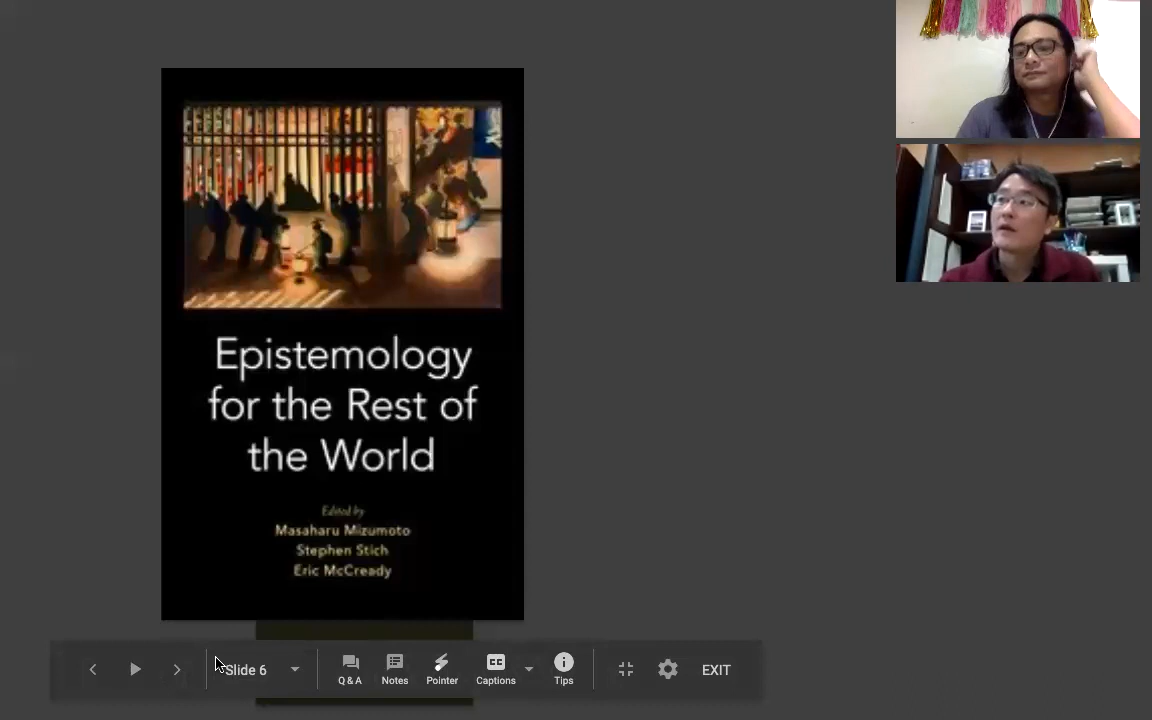 Epistemology
for the Rest of
the World
Edited by
Masaharu Mizumoto
Stephen Stich
Eric McCready
Slide 6
Q & A
Notes
Pointer
CC
Captions
Tips
EXIT